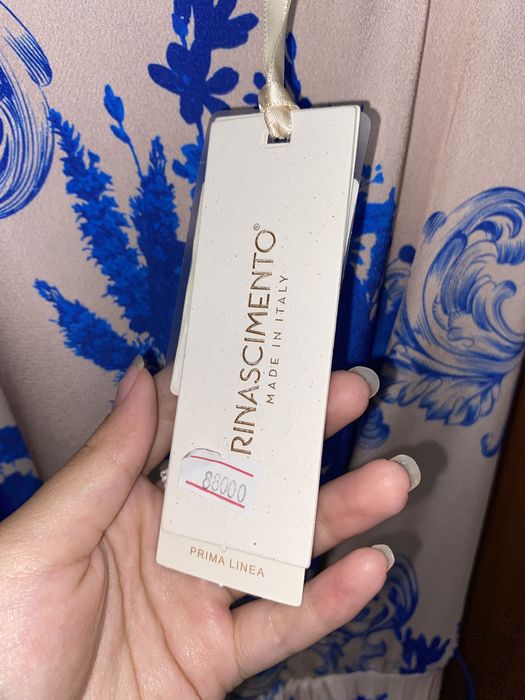 RINASCIMENTO®
MADE IN ITALY
88000
PRIMA LINEA